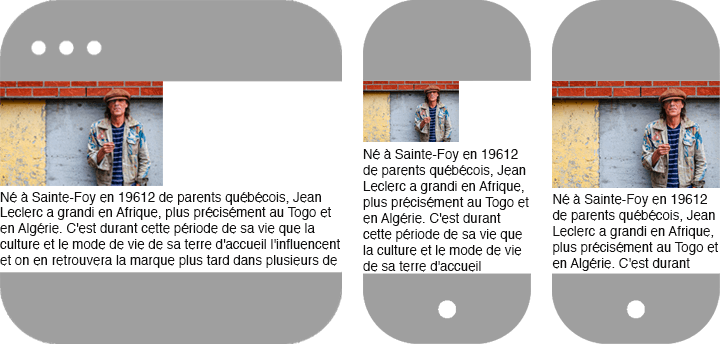 Né à Sainte-Foy en 19612 de parents québécois, Jean
Leclerc a grandi en Afrique, plus précisément au Togo et
en Algérie. C'est durant cette période de sa vie que la
culture et le mode de vie de sa terre d'accueil l'influencent
et on en retrouvera la marque plus tard dans plusieurs de
Né à Sainte-Foy en 19612
de parents québécois, Jean
Leclerc a grandi en Afrique,
plus précisément au Togo et
en Algérie. C'est durant
cette période de sa vie que
la culture et le mode de vie
de sa terre d'accueil
Né à Sainte-Foy en 19612
de parents québécois, Jean
Leclerc a grandi en Afrique,
plus précisément au Togo et
en Algérie. C'est durant